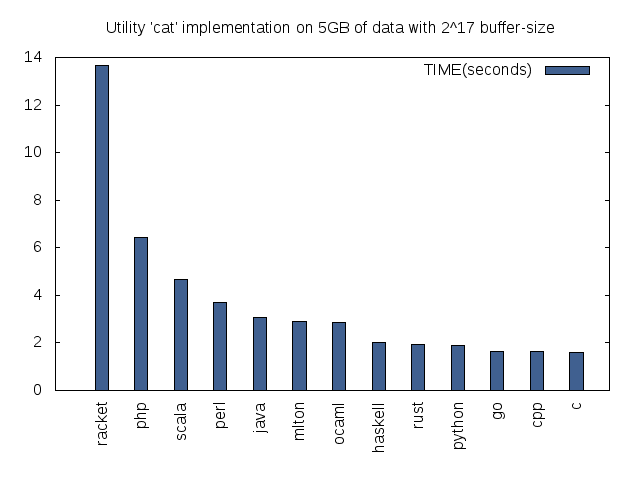 Utility 'cat' implementation on 5GB of data with 2^17 buffer-size
TIME(seconds)
14
12
10
8
6
4
2
0
racket
php
scala
perl
java
mlton
ocaml
haskell
rust
python
go
cpp
c